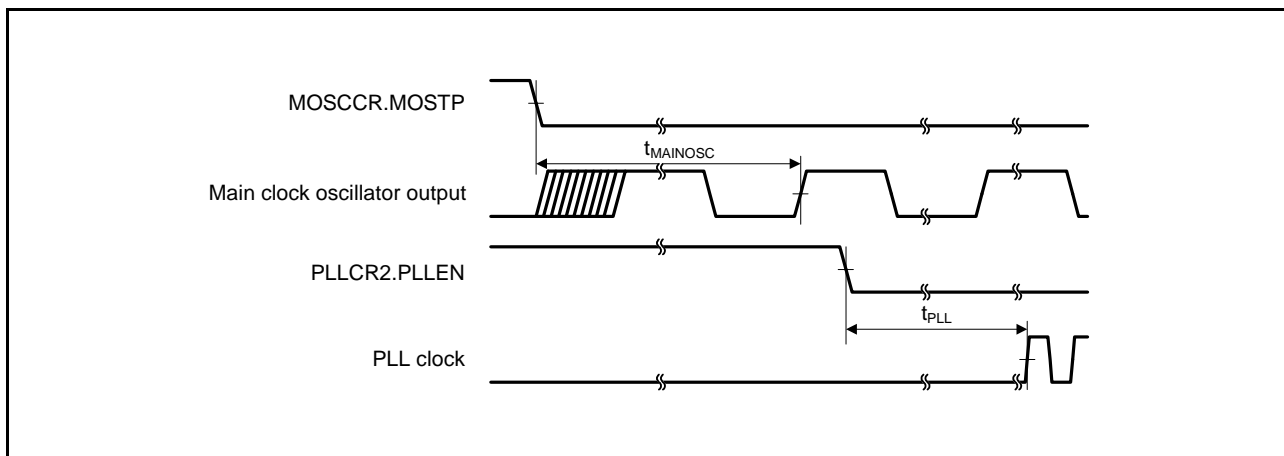 MOSCCR.MOSTP
tMAINOSC
Main clock oscillator output
PLLCR2.PLLEN
tPLL
PLL clock